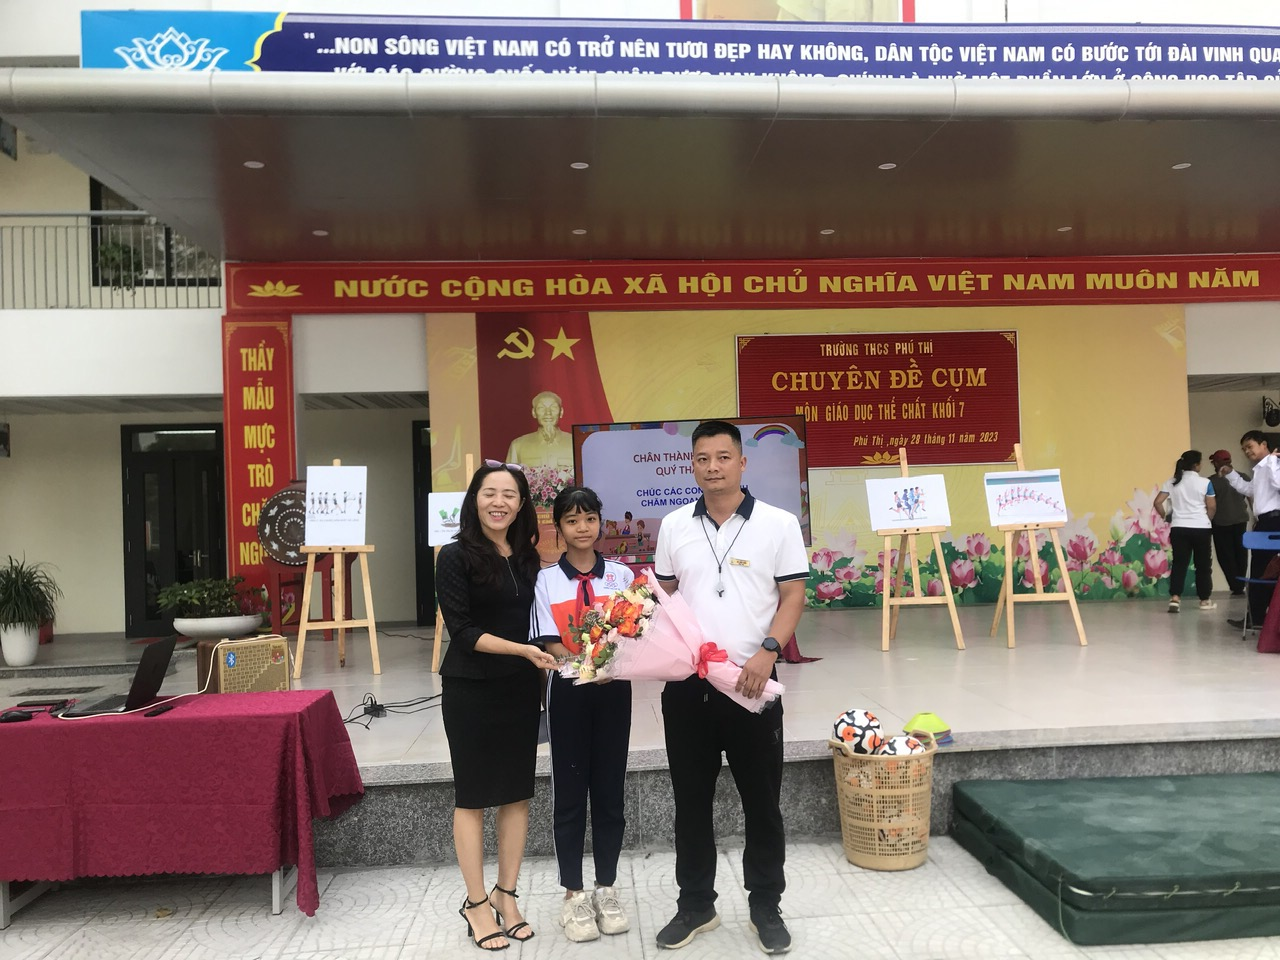 "...NON SÔNG VIỆT NAM CÓ TRỞ NÊN TƯƠI ĐẸP HAY KHÔNG, DÂN TỘC VIỆT NAM CÓ BƯỚC TỚI ĐÀI VINH QUA
NƯỚC CỘNG HÒA XÃ HỘI CHỦ NGHĨA VIỆT NAM MUÔN NĂM
THẦY
MẪU
MỰC
TRÒ
CHĂ
NGO
TRƯỜNG THCS PHÚ THỊ
CHUYÊN ĐỀ CỤM
MÔN GIÁO DỤC THỂ CHẤT KHỐI 7
Phú Thị, ngày 28 tháng 11 năm 2023
CHÂN THÀNH
QUÝ TH
CHÚC CÁC CON
CHĂM NGOAN